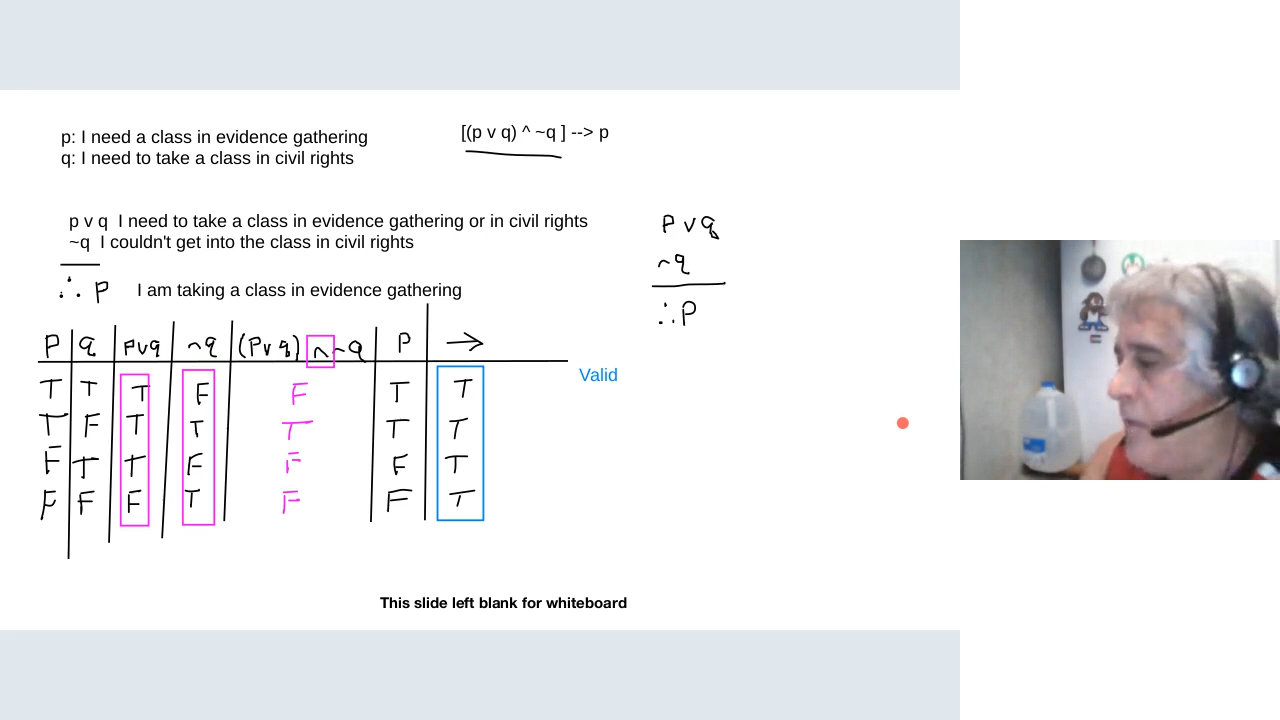 p: I need a class in evidence gathering
q: I need to take a class in civil rights
[(p v q) ^ ~q ] --> p
p v q  I need to take a class in evidence gathering or in civil rights
~q  I couldn't get into the class in civil rights
∴ P  I am taking a class in evidence gathering
P v q
~q
∴ P
P q Pvq ~q (Pv q) ^ ~q P →
T T T F F T T
T F T T T T T
F T T F F F T
F F F T F F T
Valid
This slide left blank for whiteboard